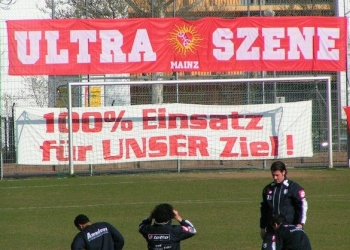 ULTRA SZENE
MAINZ
100% Einsatz
für UNSER Ziel!